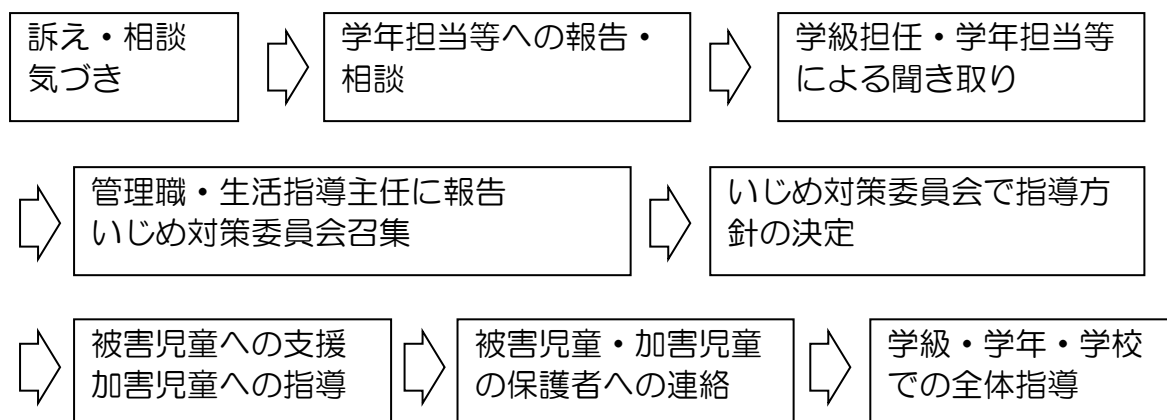 訴え・相談
気づき
学年担当等への報告・
相談
学級担任・学年担当等
による聞き取り
管理職・生活指導主任に報告
いじめ対策委員会召集
いじめ対策委員会で指導方
針の決定
被害児童への支援
加害児童への指導
被害児童・加害児童
の保護者への連絡
学級・学年・学校
での全体指導